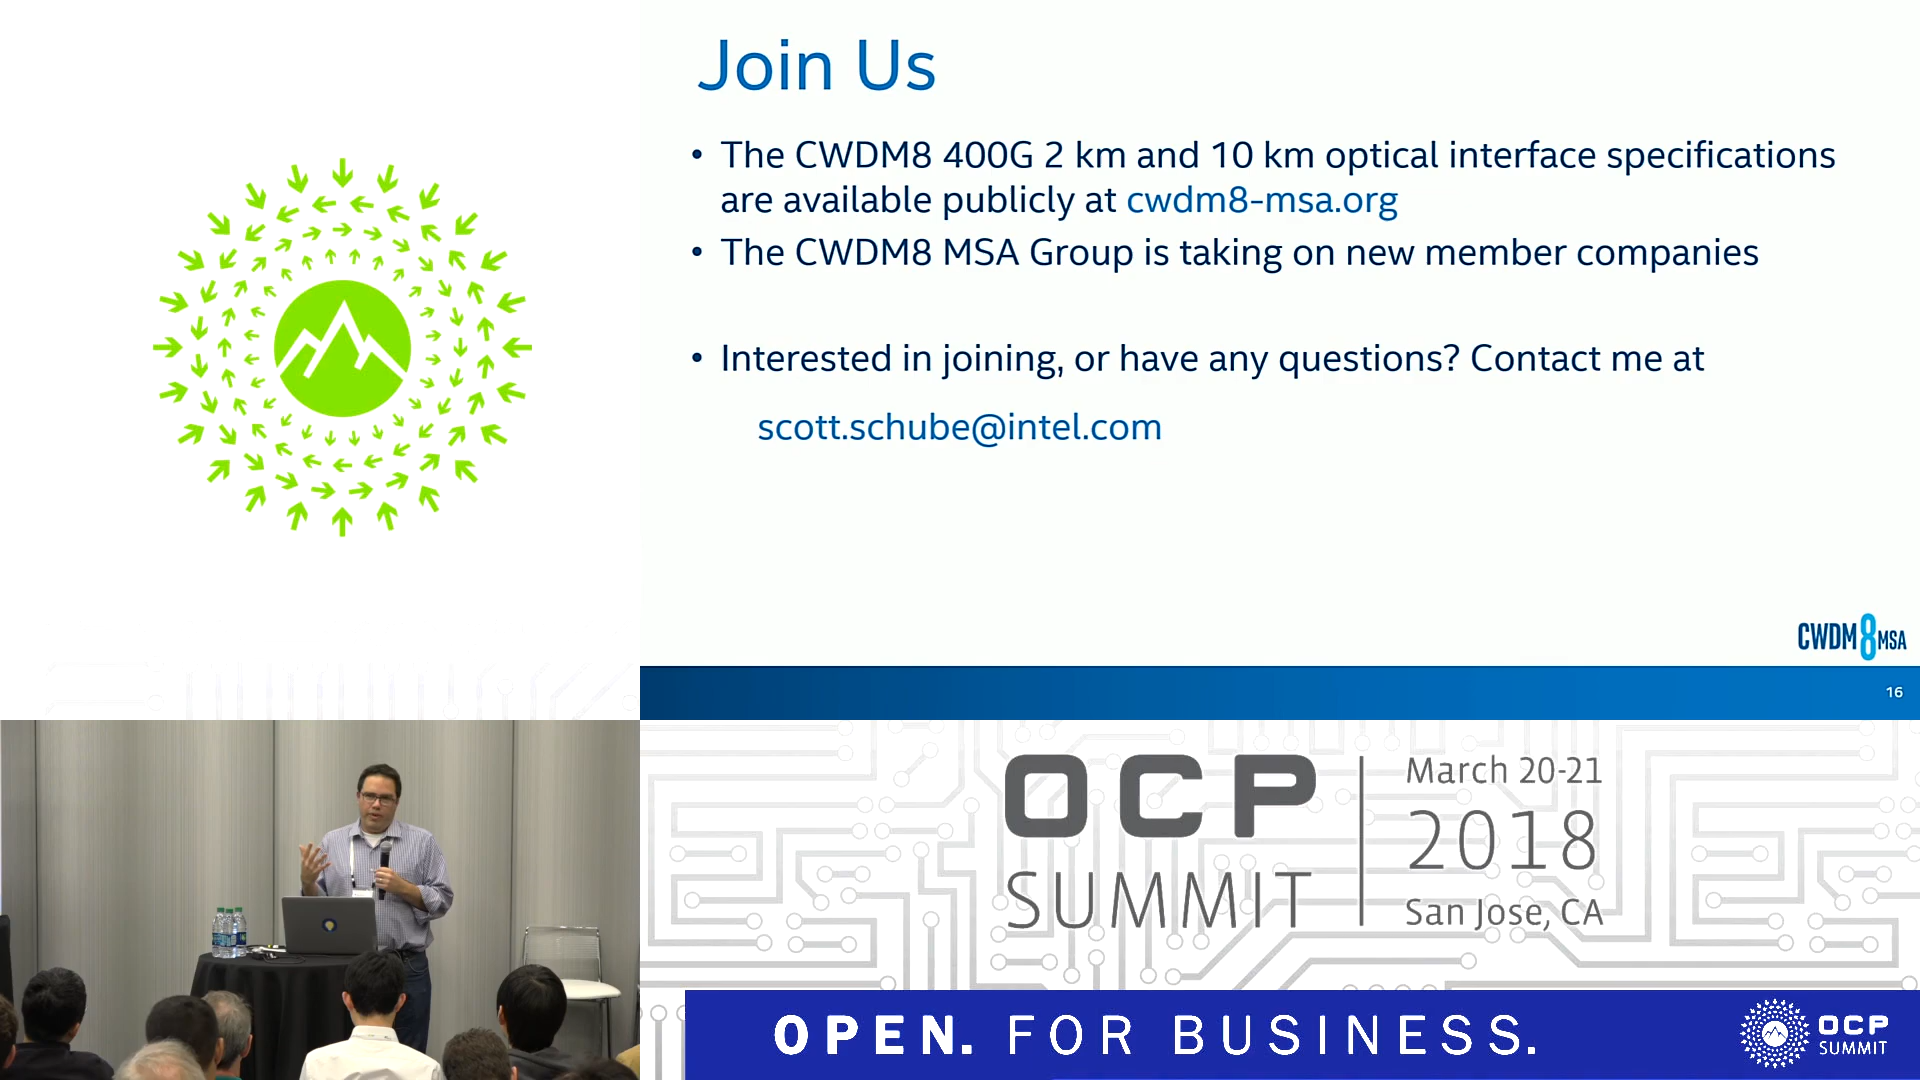 Join Us
• The CWDM8 400G 2 km and 10 km optical interface specifications
are available publicly at cwdm8-msa.org
• The CWDM8 MSA Group is taking on new member companies
• Interested in joining, or have any questions? Contact me at
scott.schube@intel.com
CWDM8MSA
16
OCP
SUMMIT
March 20-21
2018
San Jose, CA
OPEN. FOR BUSINESS.
OCP
SUMMIT